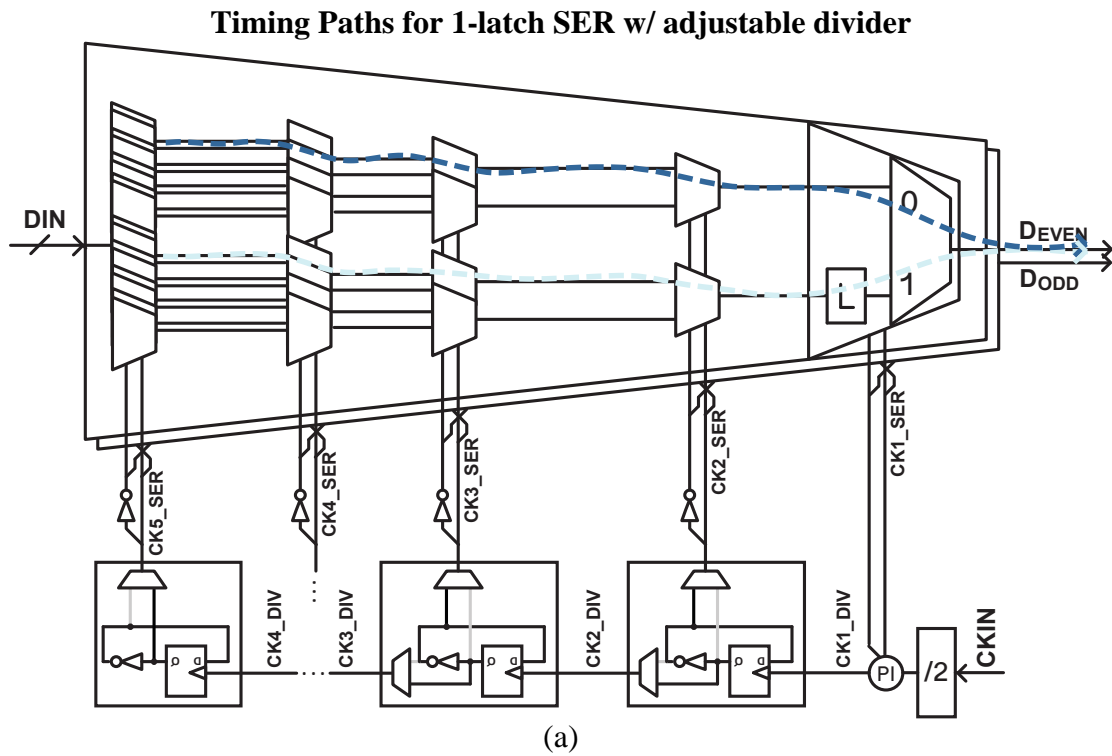 Timing Paths for 1-latch SER w/ adjustable divider
DIN
0
1
L
DEVEN
DODD
CK5_SER
CK4_SER
CK3_SER
CK2_SER
CK1_SER
CK4_DIV
CK3_DIV
CK2_DIV
CK1_DIV
CKIN
Q D
Q D
Q D
PI
/2
(a)